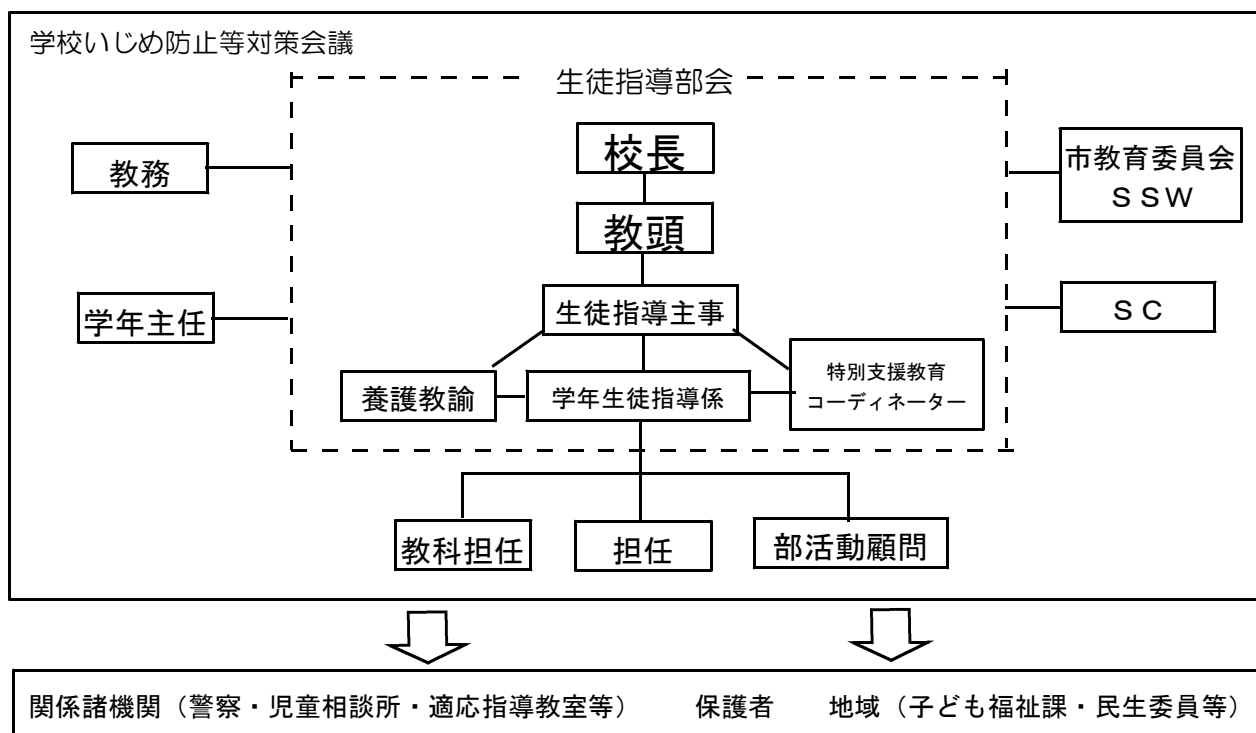 学校いじめ防止等対策会議
生徒指導部会
校長
教務
市教育委員会
ＳＳＷ
教頭
生徒指導主事
学年主任
ＳＣ
養護教諭
学年生徒指導係
特別支援教育
コーディネーター
教科担任
担任
部活動顧問
関係諸機関（警察・児童相談所・適応指導教室等） 保護者 地域（子ども福祉課・民生委員等）